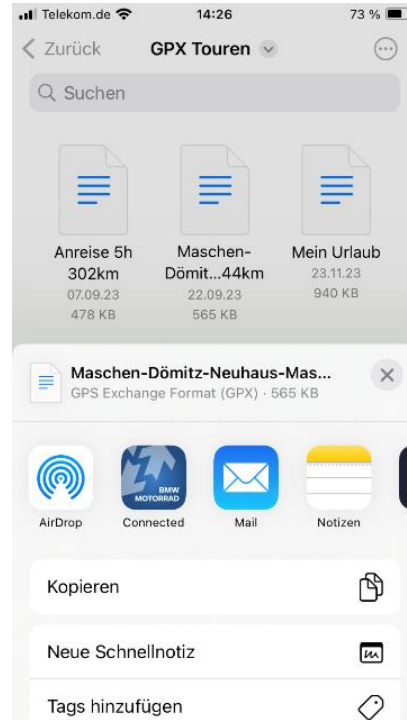 Telekom.de 14:26 73 %
Zurück GPX Touren
Suchen
Anreise 5h
302km
07.09.23
478 KB
Maschen-
Dömit...44km
22.09.23
565 KB
Mein Urlaub
23.11.23
940 KB
Maschen-Dömitz-Neuhaus-Mas...
GPS Exchange Format (GPX) · 565 KB
BMW
MOTORRAD
AirDrop
Connected
Mail
Notizen
Kopieren
Neue Schnellnotiz
Tags hinzufügen